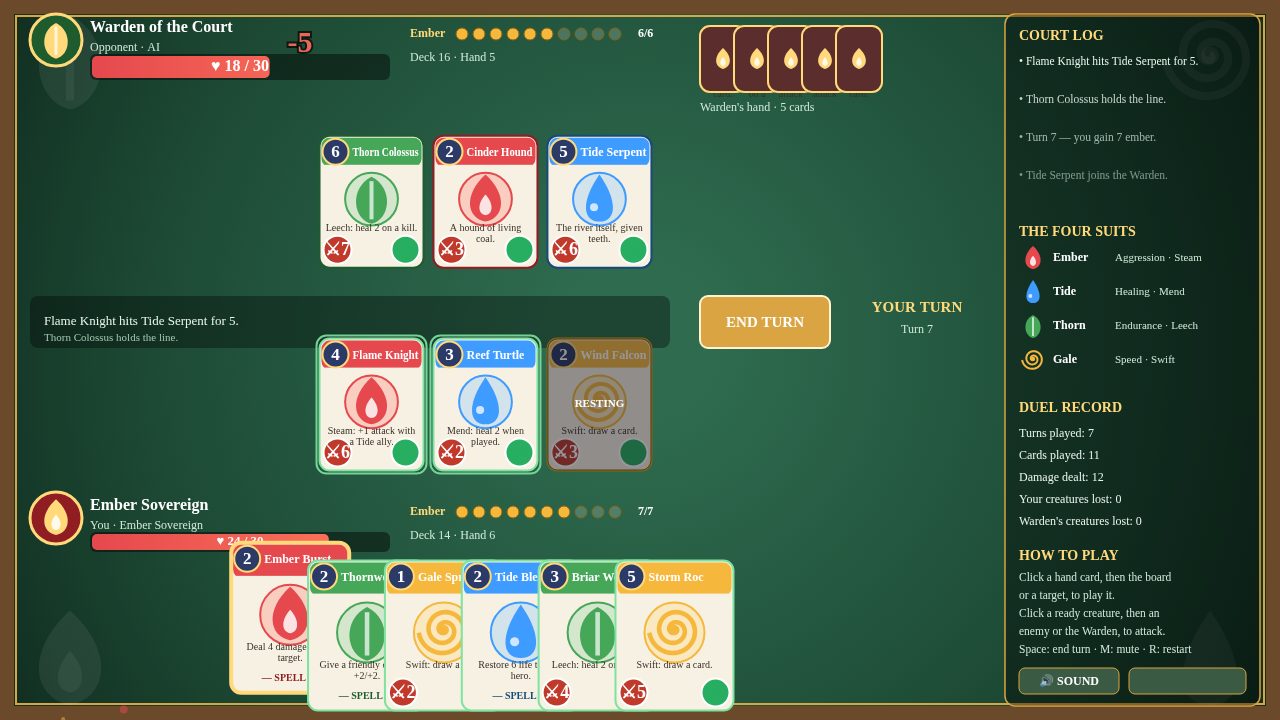 Warden of the Court
Opponent · AI
-5
♥ 18 / 30
Ember
6/6
Deck 16 · Hand 5
Warden's hand · 5 cards
6 Thorn Colossus
Leech: heal 2 on a kill.
⚔7
2 Cinder Hound
A hound of living
coal.
⚔3
5 Tide Serpent
The river itself, given
teeth.
⚔6
Flame Knight hits Tide Serpent for 5.
Thorn Colossus holds the line.
END TURN
YOUR TURN
Turn 7
4 Flame Knight
Steam: +1 attack with
a Tide ally.
⚔6
3 Reef Turtle
Mend: heal 2 when
played.
⚔2
2 Wind Falcon
RESTING
Swift: draw a card.
⚔3
Ember Sovereign
You · Ember Sovereign
♥ 24 / 30
Ember
7/7
Deck 14 · Hand 6
2 Ember Burst
Deal 4 damage
target.
— SPELL
2 Thornw
Give a friendly
+2/+2.
— SPELL
1 Gale Spr
Swift: draw a
⚔2
2 Tide Ble
Restore 6 life t
hero.
— SPELL
3 Briar W
Leech: heal 2 on
⚔4
5 Storm Roc
Swift: draw a card.
⚔5
COURT LOG
• Flame Knight hits Tide Serpent for 5.
• Thorn Colossus holds the line.
• Turn 7 — you gain 7 ember.
• Tide Serpent joins the Warden.
THE FOUR SUITS
Ember Aggression · Steam
Tide Healing · Mend
Thorn Endurance · Leech
Gale Speed · Swift
DUEL RECORD
Turns played: 7
Cards played: 11
Damage dealt: 12
Your creatures lost: 0
Warden's creatures lost: 0
HOW TO PLAY
Click a hand card, then the board
or a target, to play it.
Click a ready creature, then an
enemy or the Warden, to attack.
Space: end turn · M: mute · R: restart
🔊 SOUND